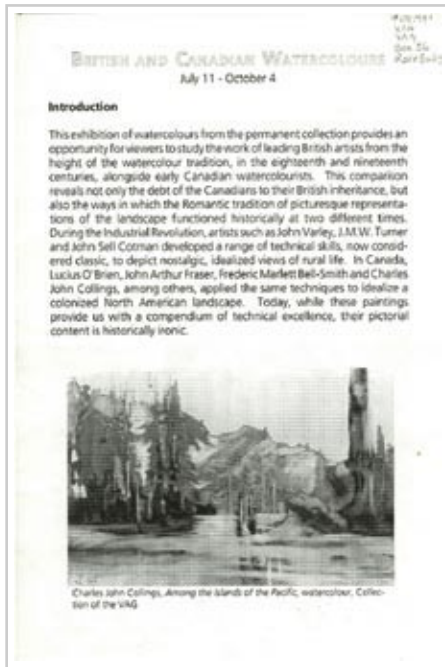 BRITISH AND CANADIAN WATERCOLOURS
July 11 - October 4
Introduction
This exhibition of watercolours from the permanent collection provides an
opportunity for viewers to study the work of leading British artists from
the height of the watercolour tradition, in the eighteenth and nineteenth
centuries, alongside early Canadian watercolourists. This comparison
reveals not only the debt of the Canadians to their British inheritance, but
also the ways in which the Romantic tradition of picturesque representa-
tions of the landscape functioned historically at two different times.
During the Industrial Revolution, artists such as John Varley, J.M.W. Turner
and John Sell Cotman developed a range of technical skills, now consid-
ered classic, to depict nostalgic, idealized views of rural life. In Canada,
Lucius O'Brien, John Arthur Fraser, Frederic Marlett Bell-Smith and Charles
John Collings, among others, applied the same techniques to idealize a
colonized North American landscape. Today, while these paintings
provide us with a compendium of technical excellence, their pictorial
content is historically ironic.
Charles John Collings, Among the Islands of the Pacific, watercolour, Collec-
tion of the VAG